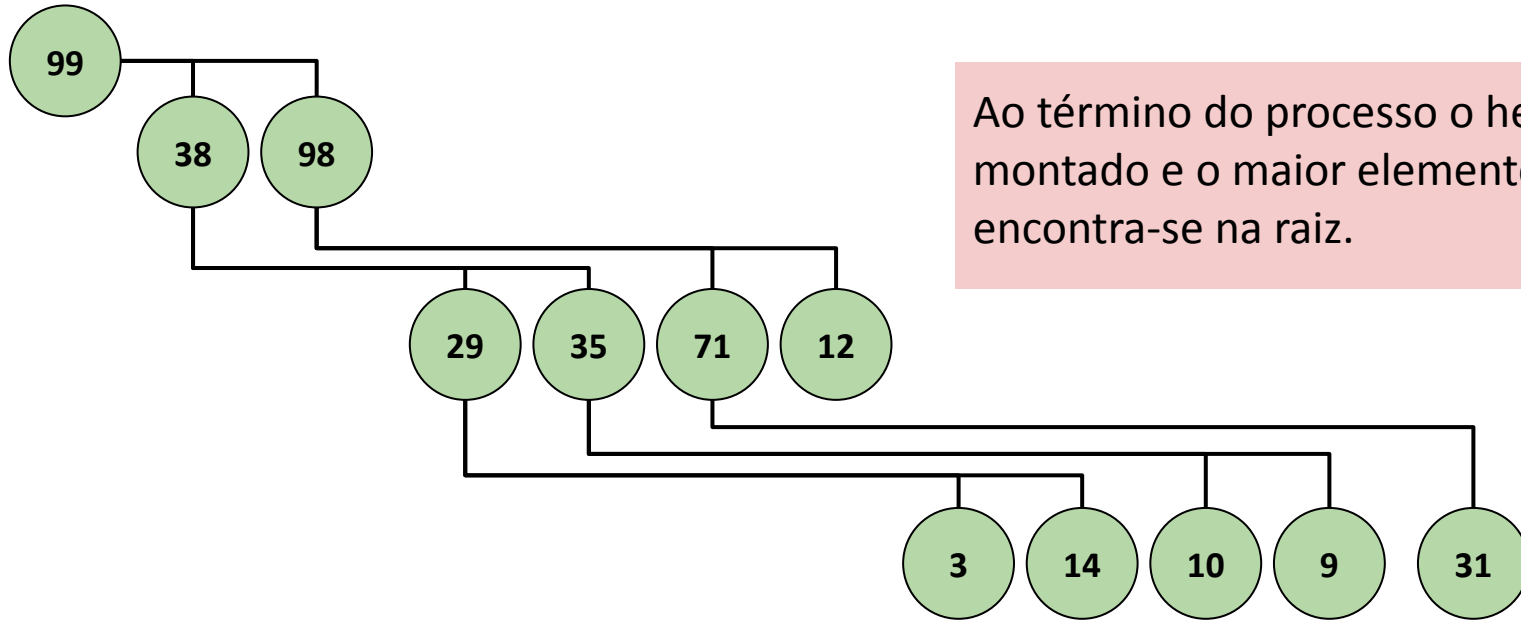 99
38 98
Ao término do processo o
montado e o maior
encontra-se na raiz.
29 35 71 12
3 14 10 9 31